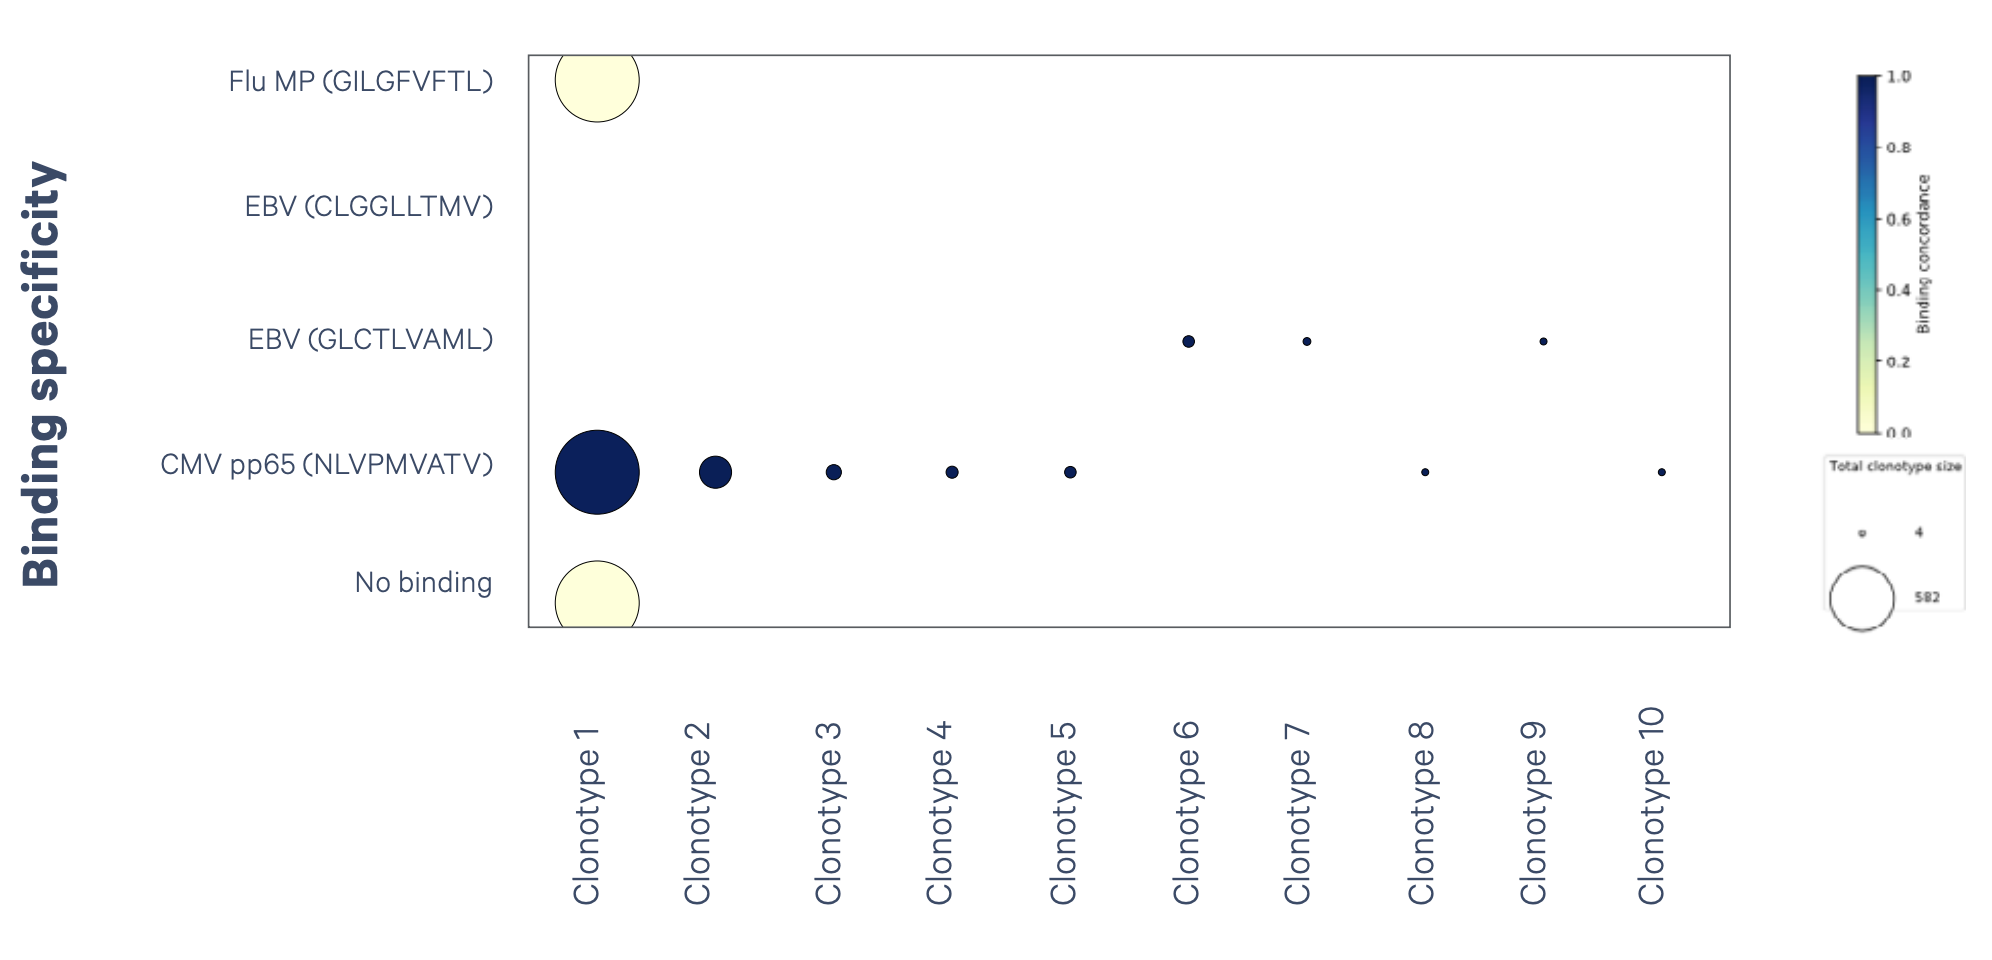 Binding specificity
Flu MP (GILGFVFTL)
EBV (CLGGLLTMV)
EBV (GLCTLVAML)
CMV pp65 (NLVPMVATV)
No binding
Clonotype 1
Clonotype 2
Clonotype 3
Clonotype 4
Clonotype 5
Clonotype 6
Clonotype 7
Clonotype 8
Clonotype 9
Clonotype 10
1.0
0.8
0.6
0.4
0.2
0.0
Binding concordance
Total clonotype size
4
582